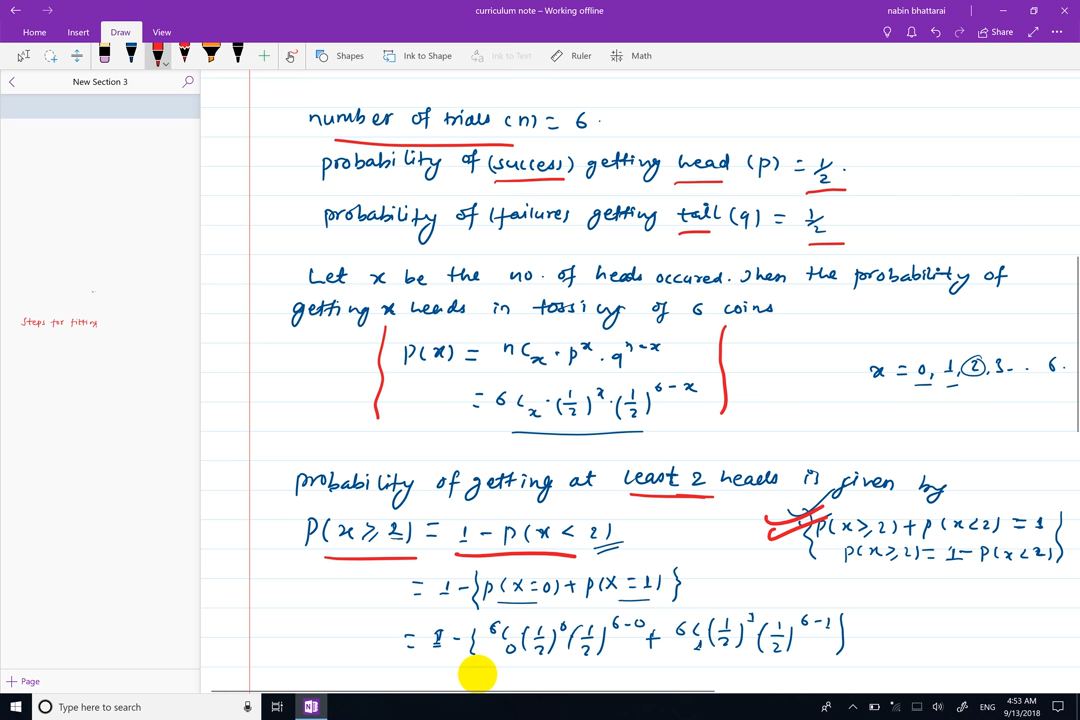 curriculum note – Working offline
nabin bhattarai
Home Insert Draw View
Share
Shapes Ink to Shape Ink to Text Ruler Math
New Section 3
Steps for fitting
number of trials (n) = 6.
probability of (success) getting head (p) = 1/2.
probability of (failures getting tail (q) = 1/2
Let x be the no. of heads occured. Then the probability of
getting x heads in tossing of 6 coins
P(x) = nCx · p^x · q^n-x
= 6Cx · (1/2)^x · (1/2)^6-x
x = 0, 1, 2, 3 - . . 6.
probability of getting at least 2 heads is given by
P(x ≥ 2) = 1 - P(x < 2)
{P(x ≥ 2) + P(x < 2) = 1
P(x ≥ 2) = 1 - P(x < 2)}
= 1 - {P(X = 0) + P(X = 1)}
= 1 - {6C0 (1/2)^0 (1/2)^6-0 + 6C1 (1/2)^1 (1/2)^6-1}
+ Page
Type here to search
ENG
4:53 AM
9/13/2018